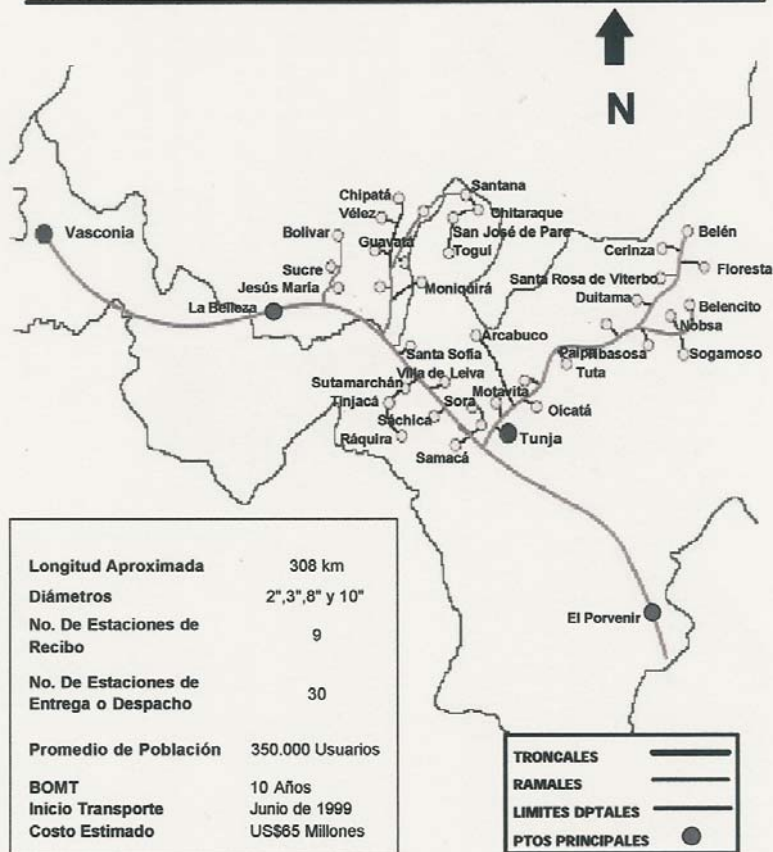 N
Santana
Chipatá
Chitaraque
Vélez
San José de Pare
Belén
Vasconia
Bolivar
Guavatá
Togui
Cerinza
Floresta
Sucre
Santa Rosa de Viterbo
Jesús María
Moniquirá
Duitama
Belencito
La Belleza
Nobsa
Arcabuco
Santa Sofía
Paipa
Tibasosa
Sogamoso
Villa de Leiva
Tuta
Sutamarchán
Motavita
Tinjacá
Sora
Oicatá
Sáchica
Ráquira
Tunja
Samacá
El Porvenir
Longitud Aproximada 308 km
Diámetros 2",3",8" y 10"
No. De Estaciones de
Recibo 9
No. De Estaciones de
Entrega o Despacho 30
Promedio de Población 350.000 Usuarios
BOMT 10 Años
Inicio Transporte Junio de 1999
Costo Estimado US$65 Millones
TRONCALES
RAMALES
LIMITES DPTALES
PTOS PRINCIPALES